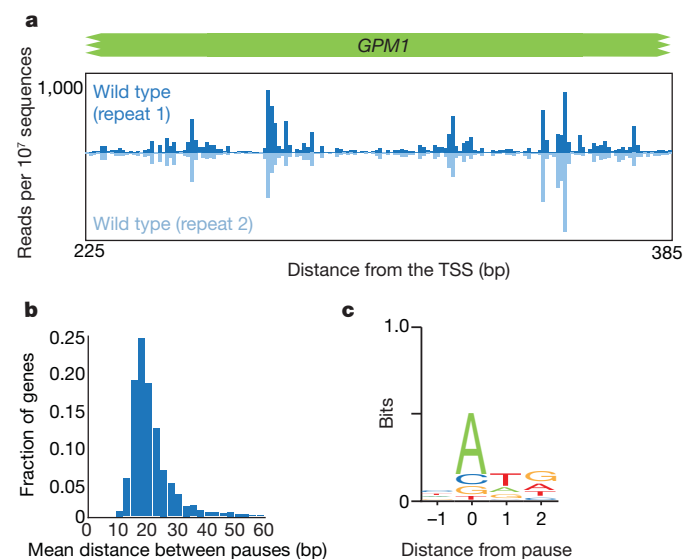 a
GPM1
Reads per 10⁷ sequences
1,000
Wild type
(repeat 1)
Wild type (repeat 2)
225
385
Distance from the TSS (bp)
b
Fraction of genes
0.25
0.20
0.15
0.10
0.05
0
0 10 20 30 40 50 60
Mean distance between pauses (bp)
c
Bits
1.0
0
A
C
G
T
T
A
G
G
A
T
C
−1 0 1 2
Distance from pause